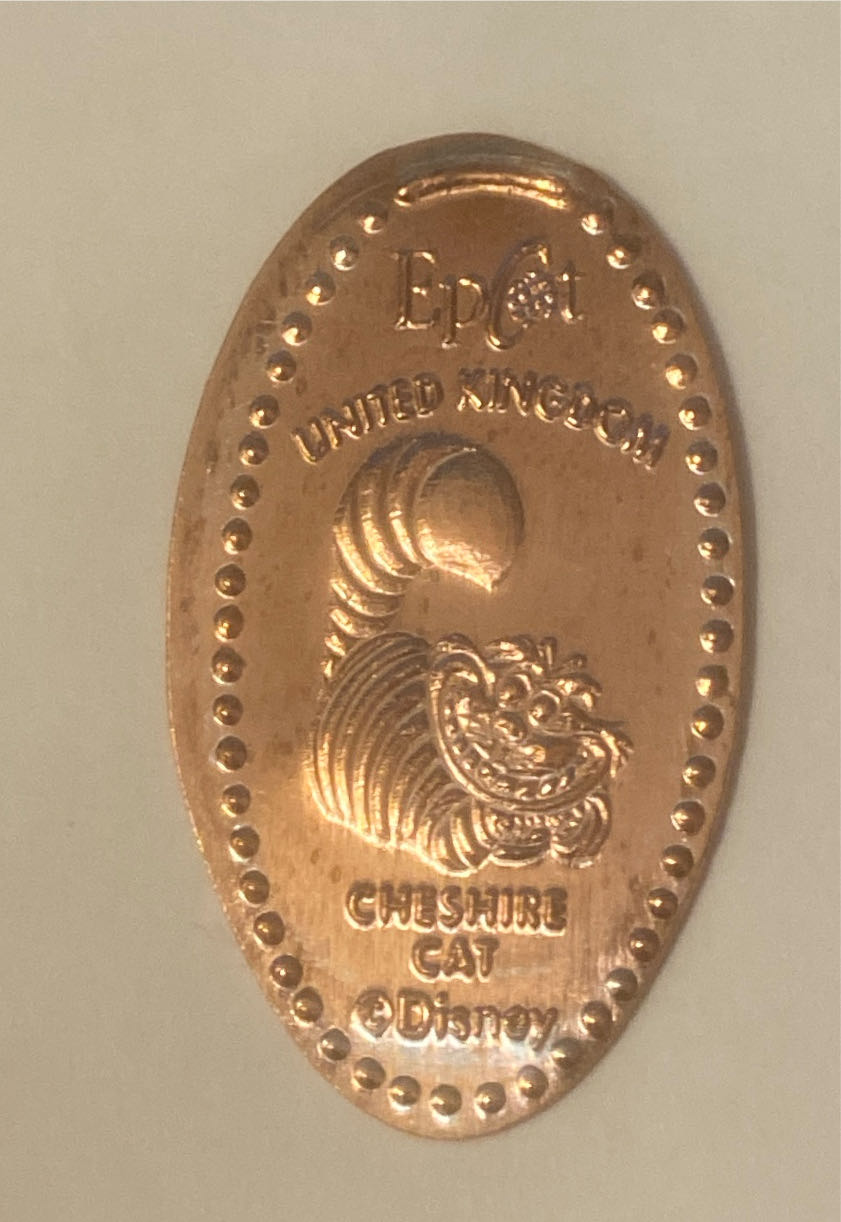 Epcot
UNITED KINGDOM
CHESHIRE
CAT
©Disney